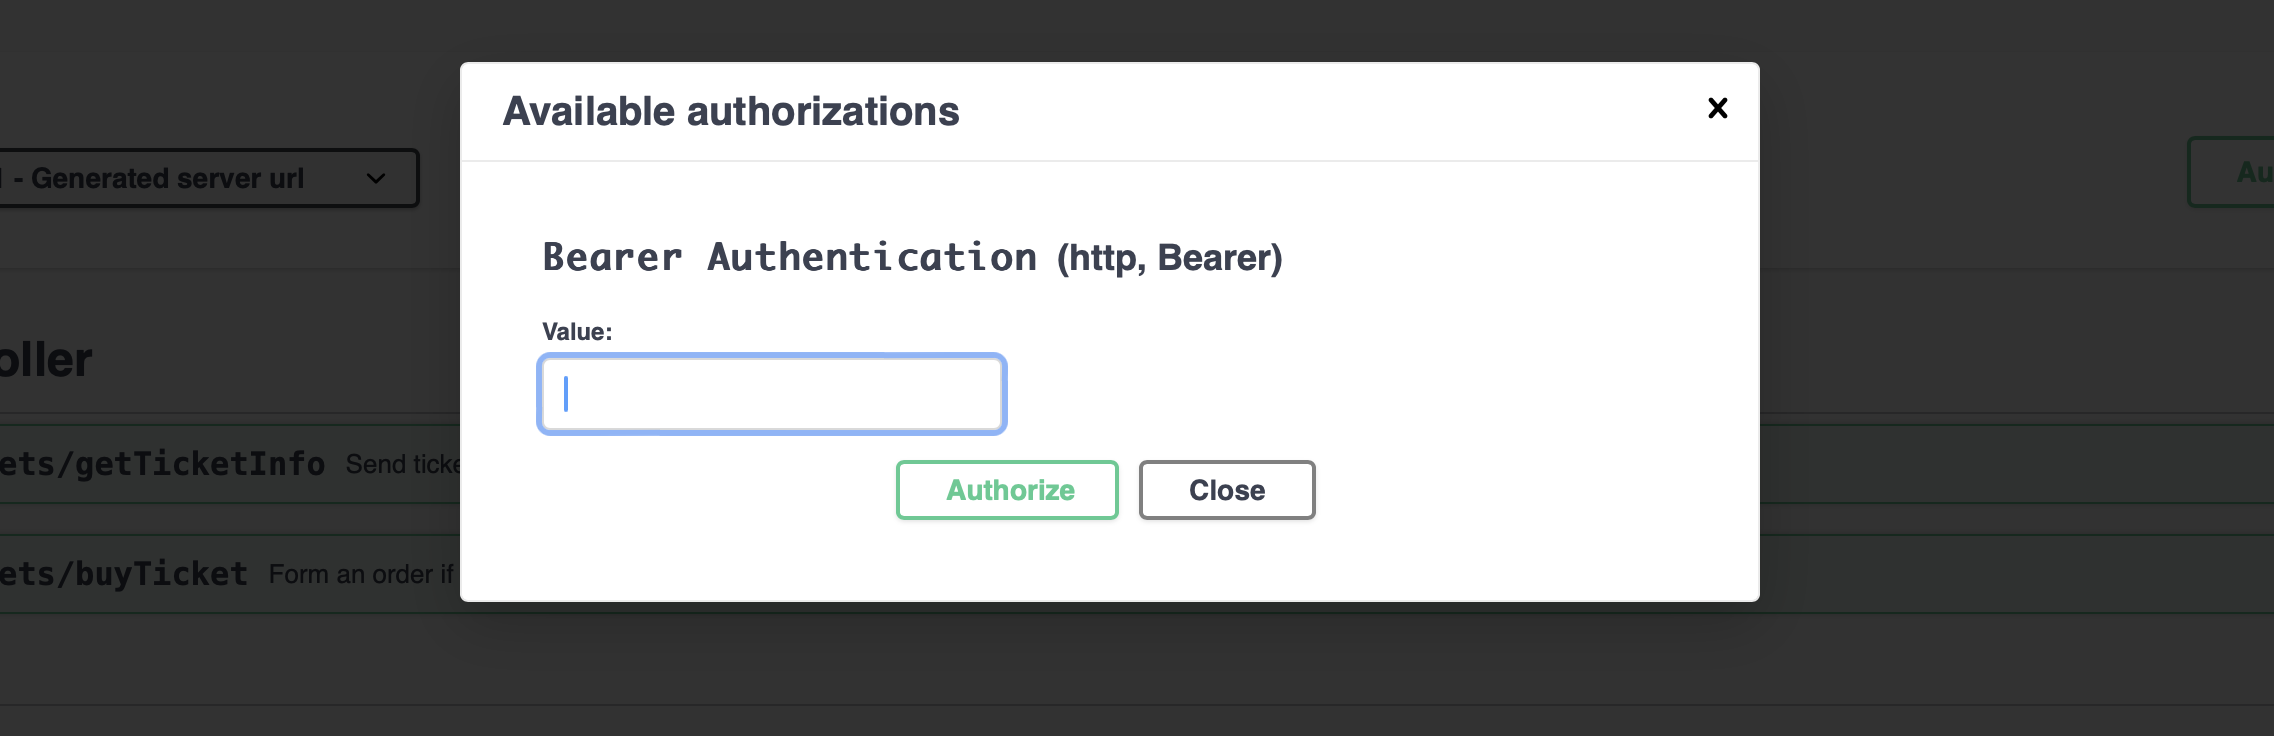 Available authorizations
- Generated server url
Au
Bearer Authentication (http, Bearer)
Value:
oller
ets/getTicketInfo Send ticke
Authorize
Close
ets/buyTicket Form an order if